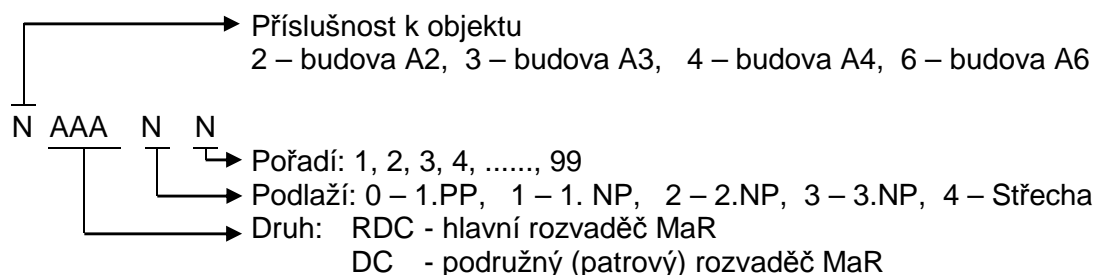 Příslušnost k objektu
2 – budova A2, 3 – budova A3, 4 – budova A4, 6 – budova A6
N AAA N N
Pořadí: 1, 2, 3, 4, ......, 99
Podlaží: 0 – 1.PP, 1 – 1. NP, 2 – 2.NP, 3 – 3.NP, 4 – Střecha
Druh: RDC - hlavní rozvaděč MaR
DC - podružný (patrový) rozvaděč MaR